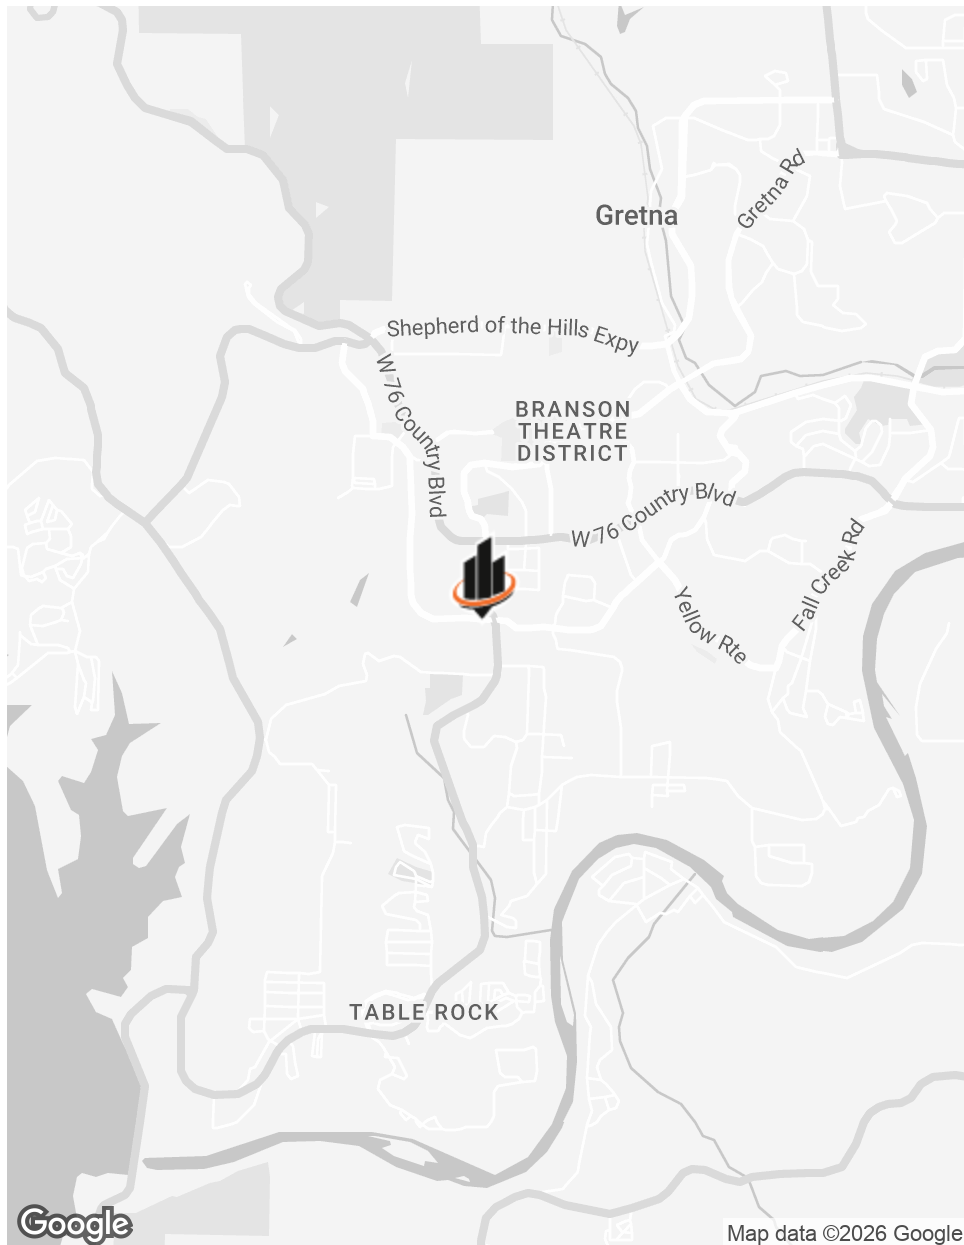 Gretna Rd
Gretna
Shepherd of the Hills Expy
W 76 Country Blvd
BRANSON
THEATRE
DISTRICT
W 76 Country Blvd
Fall Creek Rd
Yellow Rte
TABLE ROCK
Google
Map data ©2026 Google